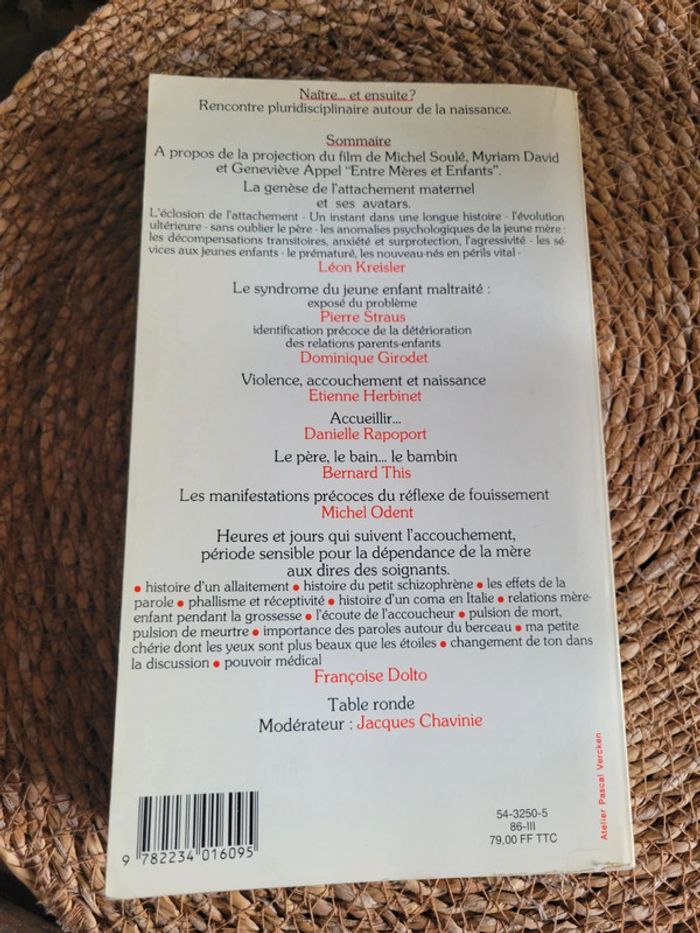 Naître... et ensuite ?
Rencontre pluridisciplinaire autour de la naissance.
Sommaire
A propos de la projection du film de Michel Soulé, Myriam David
et Geneviève Appel "Entre Mères et Enfants".
La genèse de l'attachement maternel
et ses avatars.
L'éclosion de l'attachement - Un instant dans une longue histoire - l'évolution
ultérieure - sans oublier le père - les anomalies psychologiques de la jeune mère :
les décompensations transitoires, anxiété et surprotection, l'agressivité - les sé-
vices aux jeunes enfants - le prématuré, les nouveau-nés en périls vital -
Léon Kreisler
Le syndrome du jeune enfant maltraité :
exposé du problème
Pierre Straus
identification précoce de la détérioration
des relations parents-enfants
Dominique Girodet
Violence, accouchement et naissance
Etienne Herbinet
Accueillir...
Danielle Rapoport
Le père, le bain... le bambin
Bernard This
Les manifestations précoces du réflexe de fouissement
Michel Odent
Heures et jours qui suivent l'accouchement,
période sensible pour la dépendance de la mère
aux dires des soignants.
• histoire d'un allaitement • histoire du petit schizophrène • les effets de la
parole • phallisme et réceptivité • histoire d'un coma en Italie • relations mère-
enfant pendant la grossesse • l'écoute de l'accoucheur • pulsion de mort,
pulsion de meurtre • importance des paroles autour du berceau • ma petite
chérie dont les yeux sont plus beaux que les étoiles • changement de ton dans
la discussion • pouvoir médical
Françoise Dolto
Table ronde
Modérateur : Jacques Chavinie
Atelier Pascal Vercken
54-3250-5
86-III
79,00 FF TTC
9 782234 016095